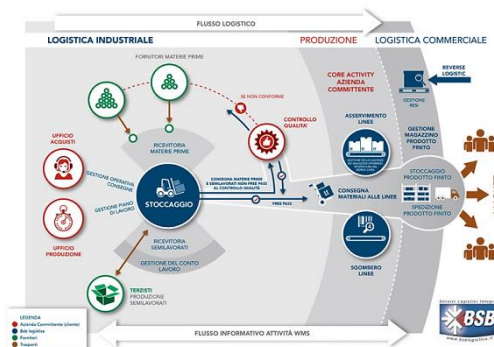 FLUSSO LOGISTICO
LOGISTICA INDUSTRIALE
PRODUZIONE
LOGISTICA COMMERCIALE
FORNITORI MATERIE PRIME
SE NON CONFORME
CONTROLLO
QUALITA'
CORE ACTIVITY
AZIENDA
COMMITTENTE
REVERSE
LOGISTIC
GESTIONE
RESI
UFFICIO
ACQUISTI
RICEVITORIA
MATERIE PRIME
ASSERVIMENTO
LINEE
GESTIONE
MAGAZZINO
PRODOTTO
FINITO
GESTIONE OPERATIVA
CONSEGNE
STOCCAGGIO
CONSEGNA MATERIE PRIME
E SEMILAVORATI NON FREE PASS
AL CONTROLLO QUALITÀ
FREE PASS
CONSEGNA
MATERIALI ALLE LINEE
STOCCAGGIO
PRODOTTO FINITO
SPEDIZIONE
PRODOTTO FINITO
GESTIONE PIANO
DI LAVORO
UFFICIO
PRODUZIONE
RICEVITORIA
SEMILAVORATI
GESTIONE DEL CONTO
LAVORO
SGOMBERO
LINEE
TERZISTI
PRODUZIONE
SEMILAVORATI
LEGENDA
Azienda Committente (cliente)
Bsb logistica
Fornitori
Trasporti
FLUSSO INFORMATIVO ATTIVITÀ WMS
BSB